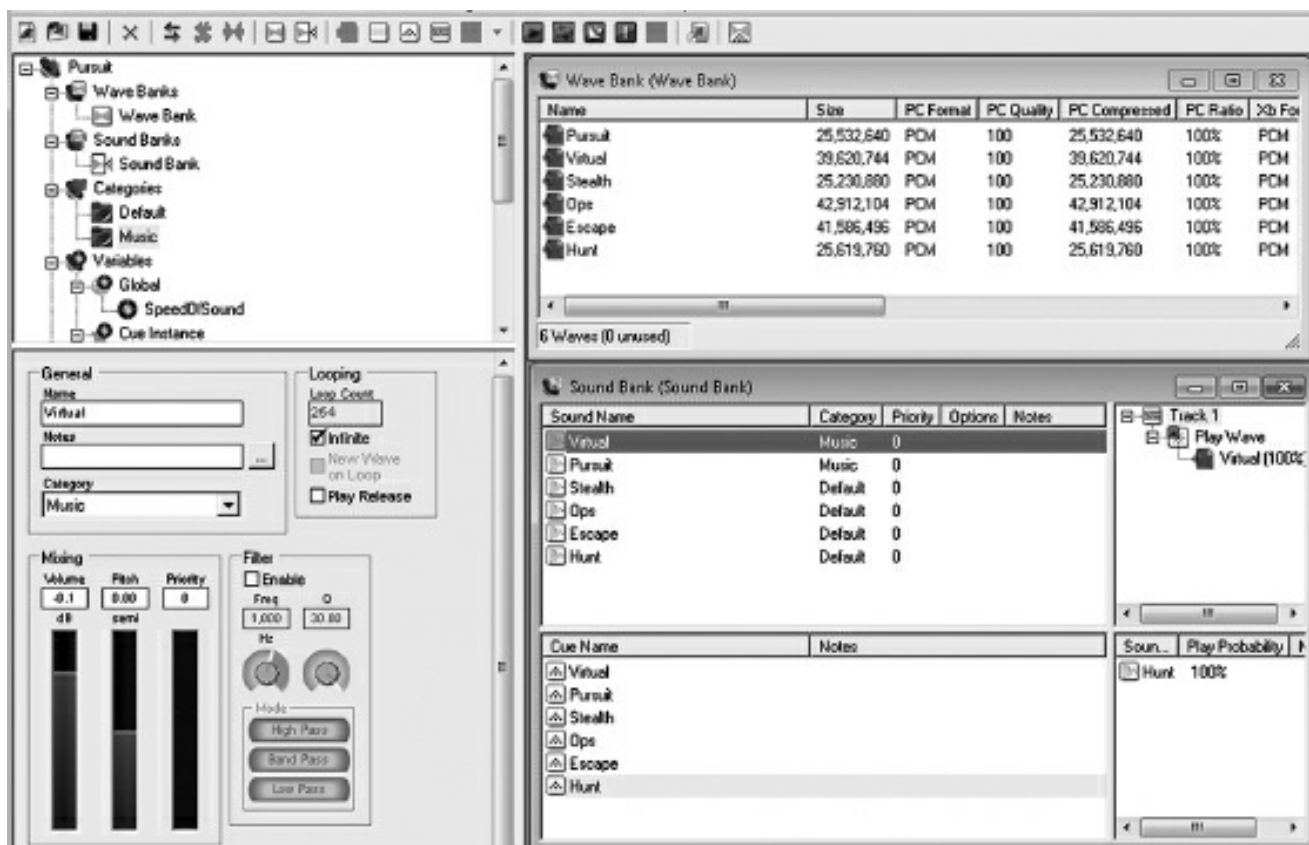 Pursuit
Wave Banks
Wave Bank
Sound Banks
Sound Bank
Categories
Default
Music
Variables
Global
SpeedOfSound
Cue Instance
General
Name
Virtual
Notes
...
Category
Music
Looping
Loop Count
264
Infinite
New Wave
on Loop
Play Release
Mixing
Volume Pitch Priority
-0.1 0.00 0
dB semi
Filter
Enable
Freq Q
1,000 30.00
Hz
Mode
High Pass
Band Pass
Low Pass
Wave Bank (Wave Bank)
Name Size PC Format PC Quality PC Compressed PC Ratio Xb For
Pursuit 25,532,640 PCM 100 25,532,640 100% PCM
Virtual 39,620,744 PCM 100 39,620,744 100% PCM
Stealth 25,230,880 PCM 100 25,230,880 100% PCM
Ops 42,912,104 PCM 100 42,912,104 100% PCM
Escape 41,586,496 PCM 100 41,586,496 100% PCM
Hunt 25,619,760 PCM 100 25,619,760 100% PCM
6 Waves (0 unused)
Sound Bank (Sound Bank)
Sound Name Category Priority Options Notes
Virtual Music 0
Pursuit Music 0
Stealth Default 0
Ops Default 0
Escape Default 0
Hunt Default 0
Track 1
Play Wave
Virtual (100%
Cue Name Notes
Virtual
Pursuit
Stealth
Ops
Escape
Hunt
Soun... Play Probability
Hunt 100%